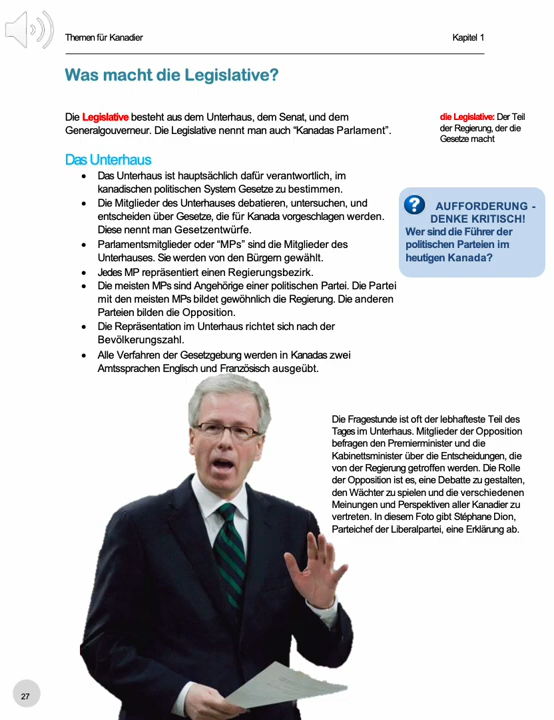 Themen für Kanadier Kapitel 1
Was macht die Legislative?
Die Legislative besteht aus dem Unterhaus, dem Senat, und dem
Generalgouverneur. Die Legislative nennt man auch "Kanadas Parlament".
die Legislative: Der Teil
der Regierung, der die
Gesetze macht
Das Unterhaus
• Das Unterhaus ist hauptsächlich dafür verantwortlich, im
kanadischen politischen System Gesetze zu bestimmen.
• Die Mitglieder des Unterhauses debatieren, untersuchen, und
entscheiden über Gesetze, die für Kanada vorgeschlagen werden.
Diese nennt man Gesetzentwürfe.
• Parlamentsmitglieder oder "MPs" sind die Mitglieder des
Unterhauses. Sie werden von den Bürgern gewählt.
• Jedes MP repräsentiert einen Regierungsbezirk.
• Die meisten MPs sind Angehörige einer politischen Partei. Die Partei
mit den meisten MPs bildet gewöhnlich die Regierung. Die anderen
Parteien bilden die Opposition.
• Die Repräsentation im Unterhaus richtet sich nach der
Bevölkerungszahl.
• Alle Verfahren der Gesetzgebung werden in Kanadas zwei
Amtssprachen Englisch und Französisch ausgeübt.
? AUFFORDERUNG -
DENKE KRITISCH!
Wer sind die Führer der
politischen Parteien im
heutigen Kanada?
Die Fragestunde ist oft der lebhafteste Teil des
Tages im Unterhaus. Mitglieder der Opposition
befragen den Premierminister und die
Kabinettsminister über die Entscheidungen, die
von der Regierung getroffen werden. Die Rolle
der Opposition ist es, eine Debatte zu gestalten,
den Wächter zu spielen und die verschiedenen
Meinungen und Perspektiven aller Kanadier zu
vertreten. In diesem Foto gibt Stéphane Dion,
Parteichef der Liberalpartei, eine Erklärung ab.
27